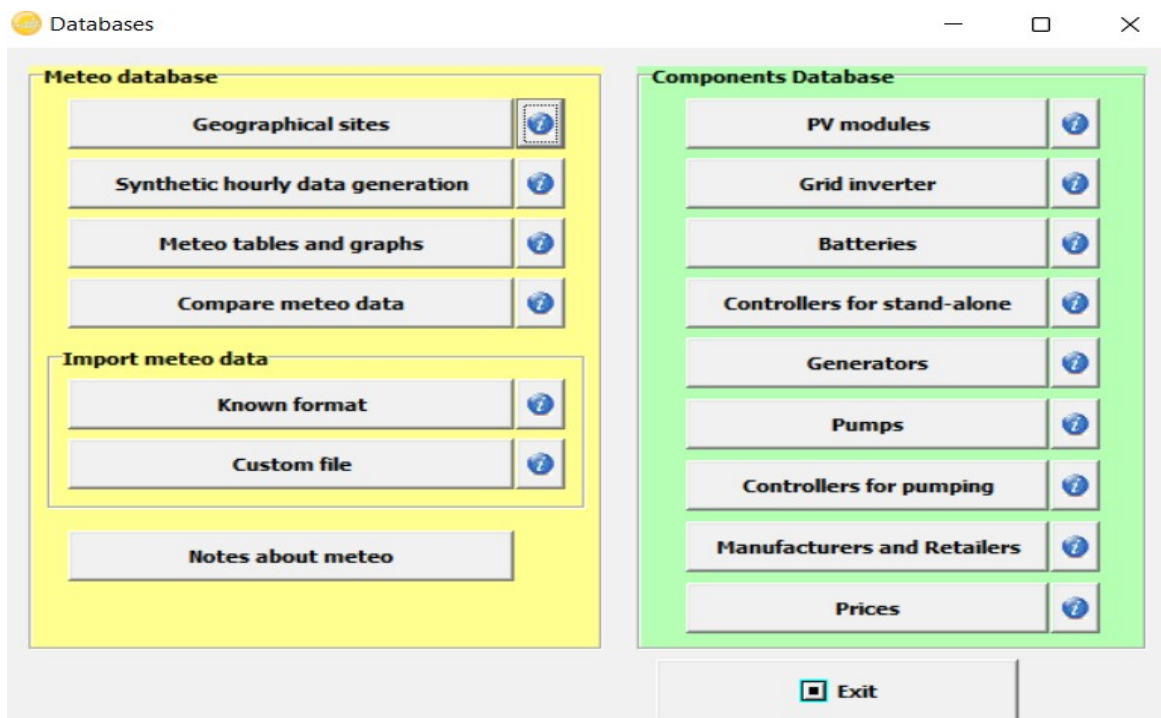 Databases
Meteo database
Geographical sites
Synthetic hourly data generation
Meteo tables and graphs
Compare meteo data
Import meteo data
Known format
Custom file
Notes about meteo
Components Database
PV modules
Grid inverter
Batteries
Controllers for stand-alone
Generators
Pumps
Controllers for pumping
Manufacturers and Retailers
Prices
Exit